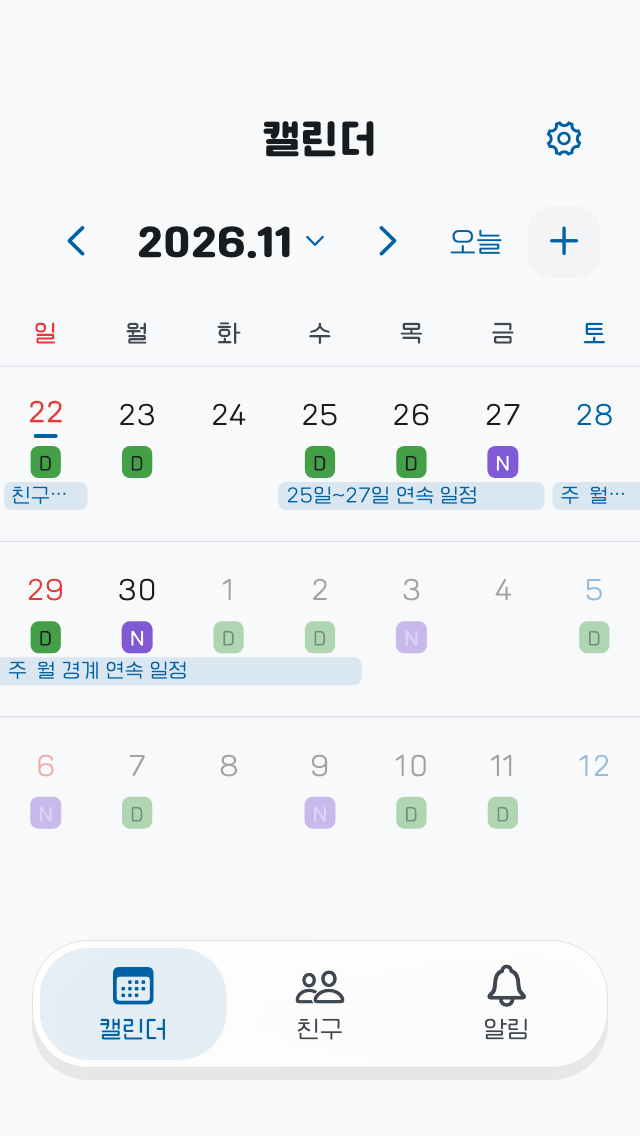 캘린더
2026.11 오늘
일 월 화 수 목 금 토
22 23 24 25 26 27 28
D D D D N
친구… 25일~27일 연속 일정 주 월…
29 30 1 2 3 4 5
D N D D N D
주 월 경계 연속 일정
6 7 8 9 10 11 12
N D N D D
캘린더 친구 알림